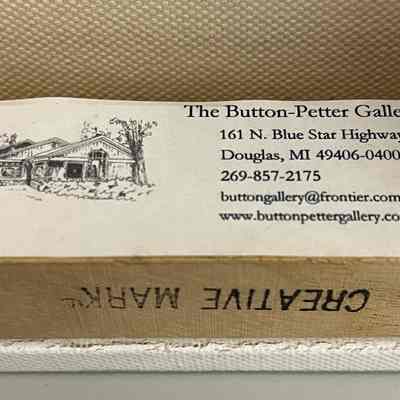 The Button-Petter Galle
161 N. Blue Star Highway
Douglas, MI 49406-0400
269-857-2175
buttongallery@frontier.com
www.buttonpettergallery.co
CREATIVE MARK